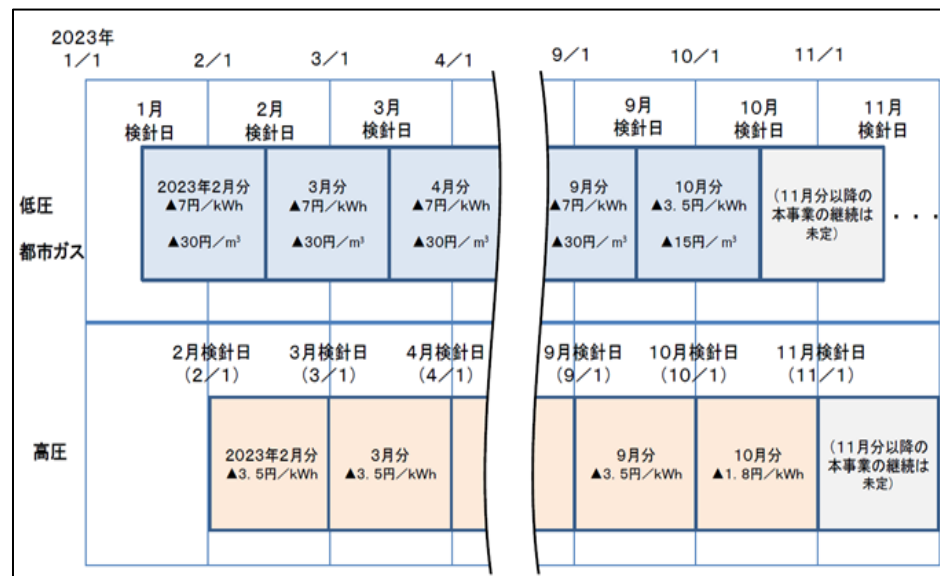 2023年
1/1
2/1
3/1
4/1
9/1
10/1
11/1
1月
検針日
2月
検針日
3月
検針日
9月
検針日
10月
検針日
11月
検針日
低圧
都市ガス
2023年2月分
▲7円/kWh
▲30円/m³
3月分
▲7円/kWh
▲30円/m³
4月分
▲7円/kWh
▲30円/m³
9月分
▲7円/kWh
▲30円/m³
10月分
▲3.5円/kWh
▲15円/m³
(11月分以降の
本事業の継続は
未定)
・・・
2月検針日
(2/1)
3月検針日
(3/1)
4月検針日
(4/1)
9月検針日
(9/1)
10月検針日
(10/1)
11月検針日
(11/1)
高圧
2023年2月分
▲3.5円/kWh
3月分
▲3.5円/kWh
9月分
▲3.5円/kWh
10月分
▲1.8円/kWh
(11月分以降の
本事業の継続は
未定)